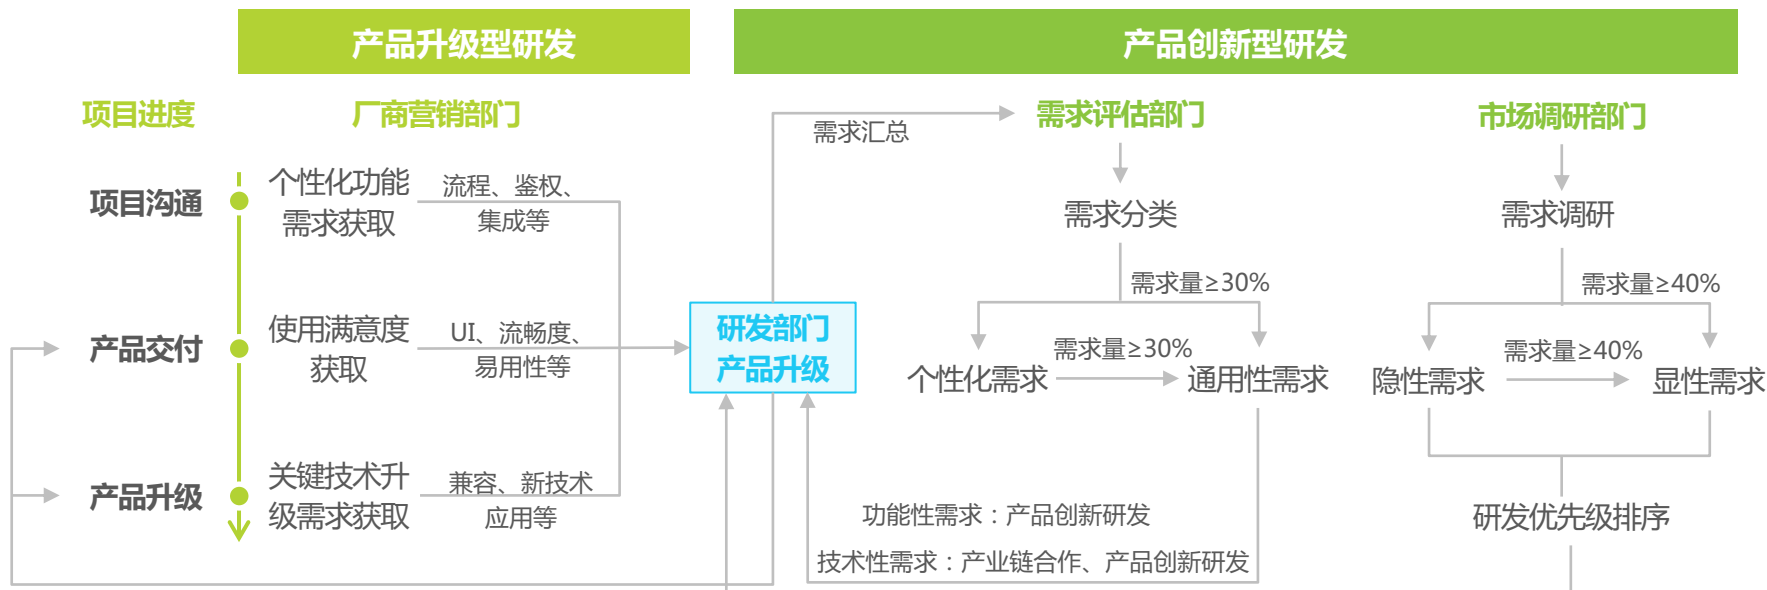 产品升级型研发
产品创新型研发
项目进度
厂商营销部门
需求评估部门
市场调研部门
需求汇总
项目沟通
个性化功能
需求获取
流程、鉴权、
集成等
需求分类
需求调研
需求量≥30%
需求量≥40%
产品交付
使用满意度
获取
UI、流畅度、
易用性等
研发部门
产品升级
需求量≥30%
个性化需求
通用性需求
需求量≥40%
隐性需求
显性需求
产品升级
关键技术升
级需求获取
兼容、新技术
应用等
功能性需求：产品创新研发
技术性需求：产业链合作、产品创新研发
研发优先级排序